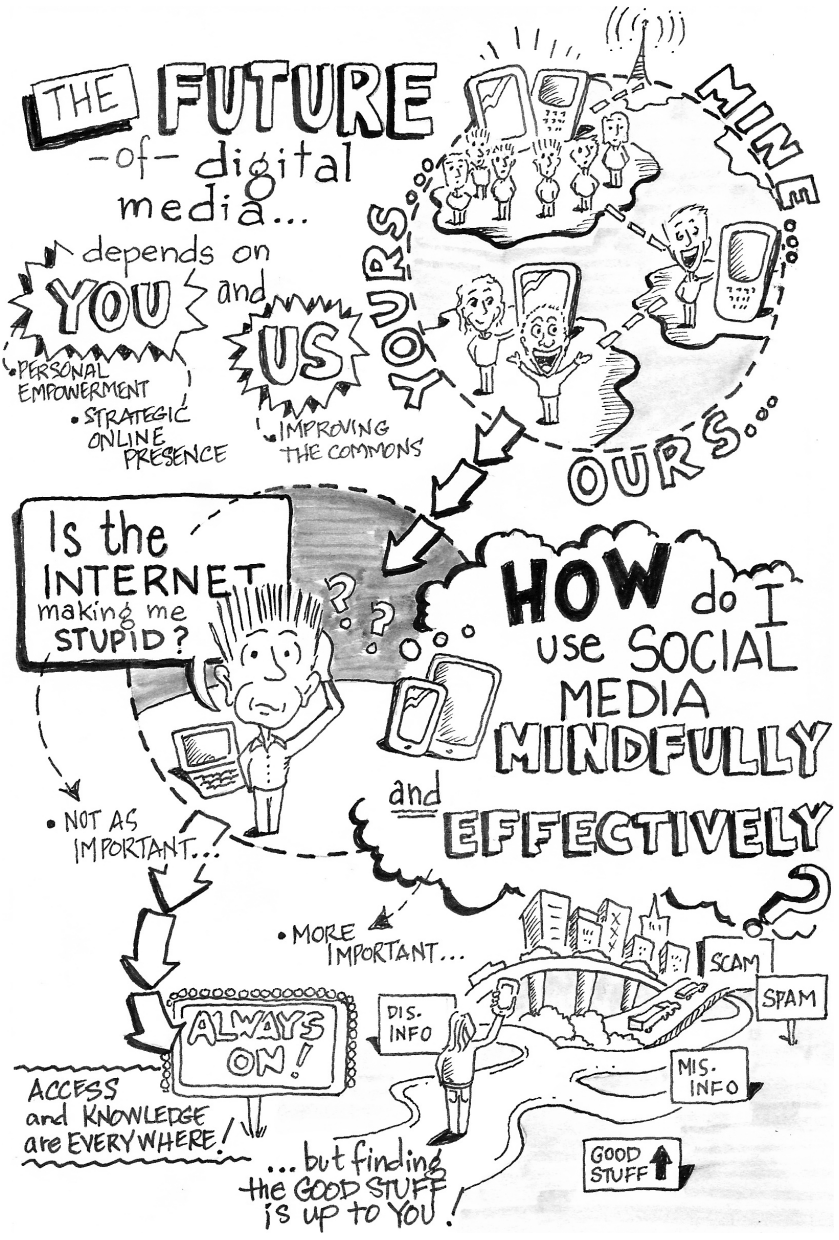 THE FUTURE
-of- digital
media...
depends on
YOU and
US
• PERSONAL
EMPOWERMENT
• STRATEGIC
ONLINE
PRESENCE
• IMPROVING
THE COMMONS
YOURS...
MINE...
OURS...
Is the
INTERNET
making me
STUPID?
? ?
HOW do I
use SOCIAL
MEDIA
MINDFULLY
and
EFFECTIVELY
?
• NOT AS
IMPORTANT...
• MORE
IMPORTANT...
ALWAYS
ON!
ACCESS
and KNOWLEDGE
are EVERYWHERE!
DIS.
INFO
SCAM
SPAM
MIS.
INFO
GOOD
STUFF ↑
...but finding
the GOOD STUFF
is UP TO YOU!